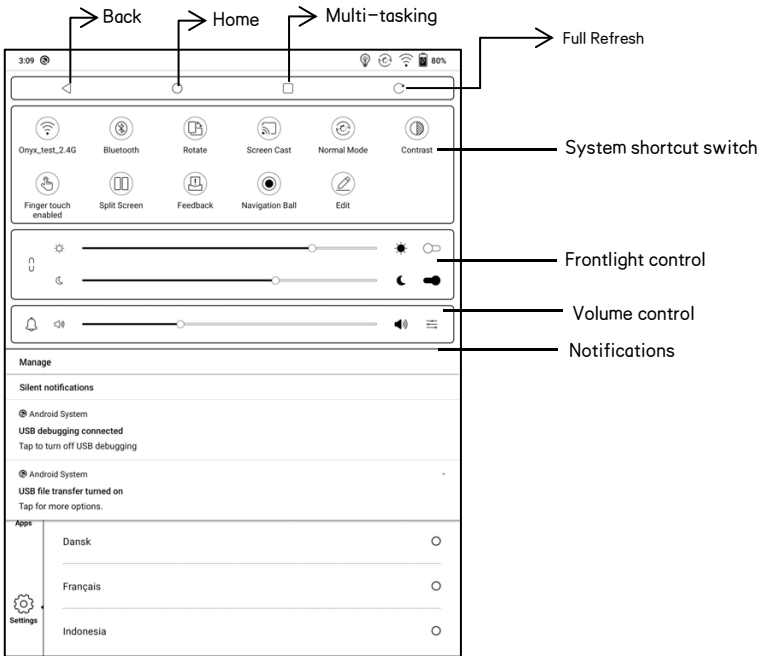 Back
Home
Multi-tasking
Full Refresh
3:09
80%
Onyx_test_2.4G
Bluetooth
Rotate
Screen Cast
Normal Mode
Contrast
System shortcut switch
Finger touch
enabled
Split Screen
Feedback
Navigation Ball
Edit
Frontlight control
Volume control
Notifications
Manage
Silent notifications
Android System
USB debugging connected
Tap to turn off USB debugging
Android System
USB file transfer turned on
Tap for more options.
Apps
Dansk
Français
Settings
Indonesia